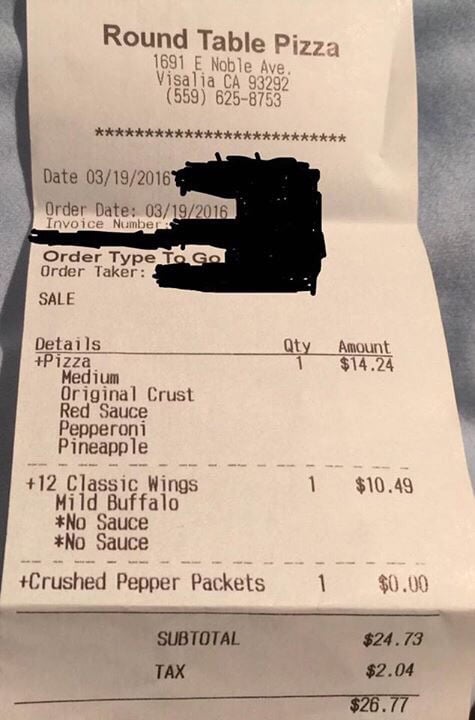 Round Table Pizza
1691 E Noble Ave.
Visalia CA 93292
(559) 625-8753
**************************
Date 03/19/2016
Order Date: 03/19/2016
Invoice Number:
Order Type To Go
Order Taker:
SALE
Details Qty Amount
+Pizza 1 $14.24
Medium
Original Crust
Red Sauce
Pepperoni
Pineapple
+12 Classic Wings 1 $10.49
Mild Buffalo
*No Sauce
*No Sauce
+Crushed Pepper Packets 1 $0.00
SUBTOTAL $24.73
TAX $2.04
$26.77